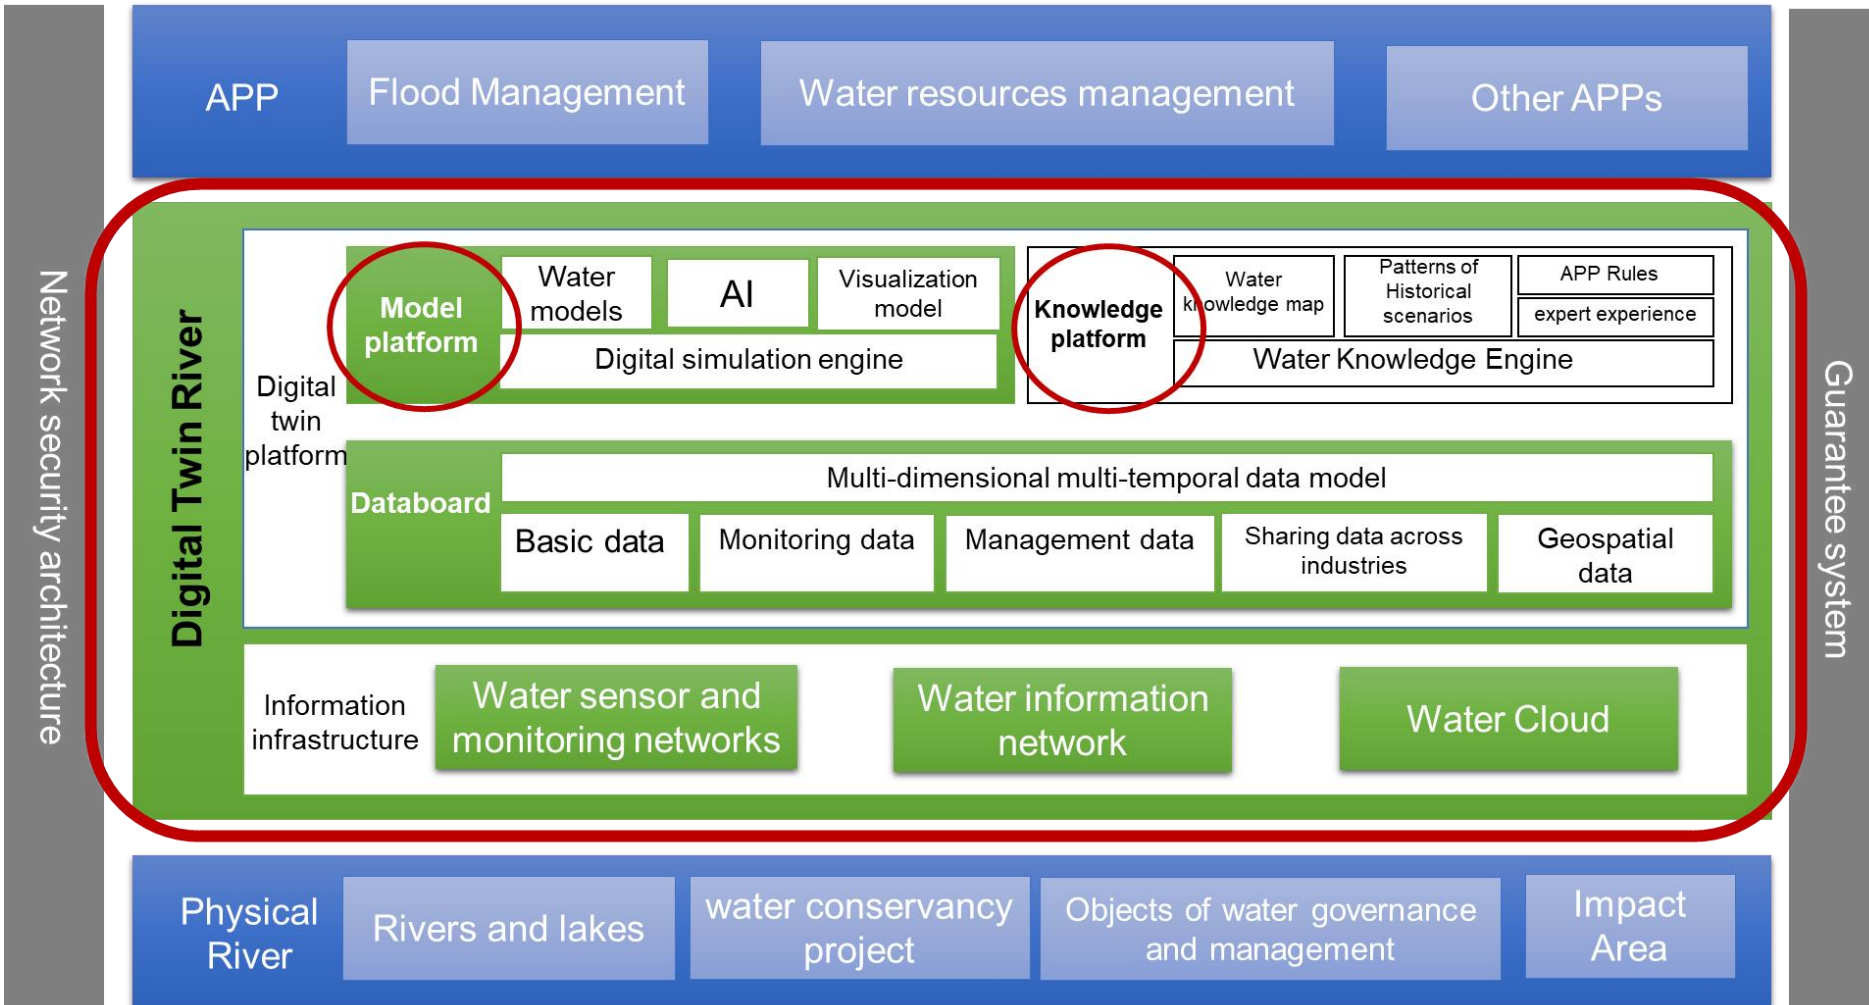 APP
Flood Management
Water resources management
Other APPs
Network security architecture
Guarantee system
Digital Twin River
Digital
twin
platform
Model
platform
Water
models
AI
Visualization
model
Digital simulation engine
Knowledge
platform
Water
knowledge map
Patterns of
Historical
scenarios
APP Rules
expert experience
Water Knowledge Engine
Databoard
Multi-dimensional multi-temporal data model
Basic data
Monitoring data
Management data
Sharing data across
industries
Geospatial
data
Information
infrastructure
Water sensor and
monitoring networks
Water information
network
Water Cloud
Physical
River
Rivers and lakes
water conservancy
project
Objects of water governance
and management
Impact
Area